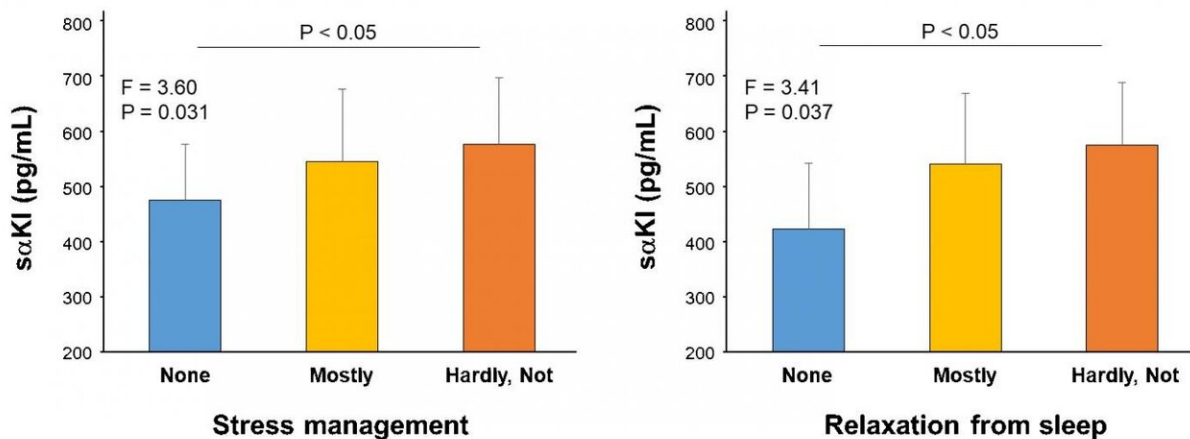 800
700
600
500
400
300
200
sαKl (pg/mL)
P < 0.05
F = 3.60
P = 0.031
None Mostly Hardly, Not
Stress management
800
700
600
500
400
300
200
sαKl (pg/mL)
P < 0.05
F = 3.41
P = 0.037
None Mostly Hardly, Not
Relaxation from sleep